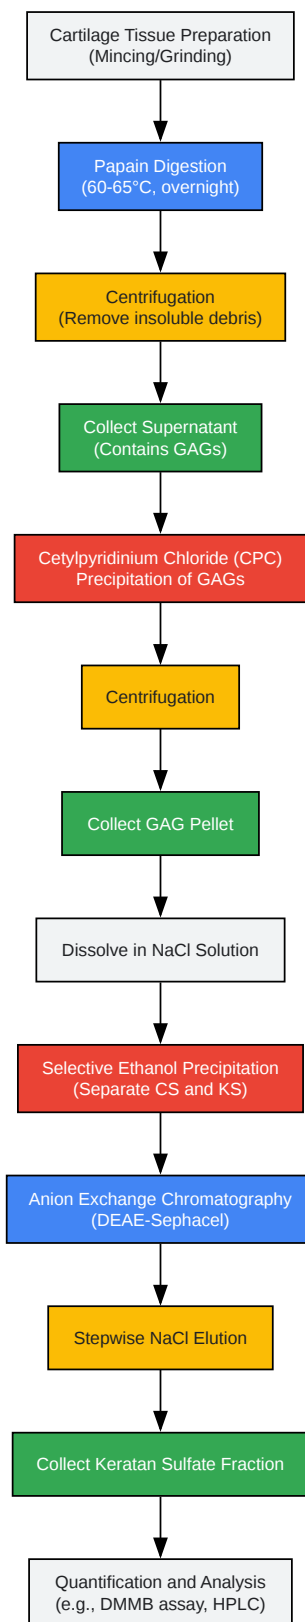 Cartilage Tissue Preparation
(Mincing/Grinding)
Papain Digestion
(60-65°C, overnight)
Centrifugation
(Remove insoluble debris)
Collect Supernatant
(Contains GAGs)
Cetylpyridinium Chloride (CPC)
Precipitation of GAGs
Centrifugation
Collect GAG Pellet
Dissolve in NaCl Solution
Selective Ethanol Precipitation
(Separate CS and KS)
Anion Exchange Chromatography
(DEAE-Sephacel)
Stepwise NaCl Elution
Collect Keratan Sulfate Fraction
Quantification and Analysis
(e.g., DMMB assay, HPLC)